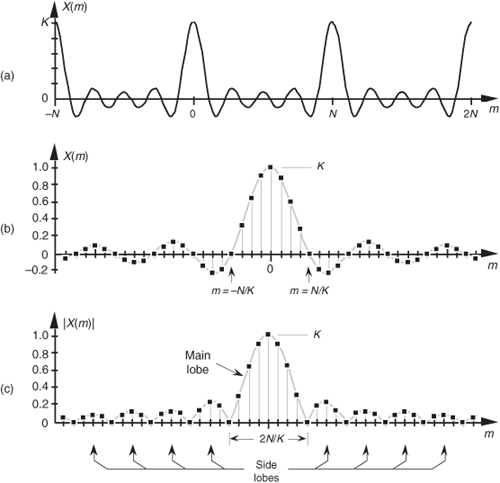 X(m)
K
(a)
0
–N 0 N 2N m
X(m)
1.0 K
0.8
0.6
0.4
(b) 0.2
0 m
–0.2 0
m = –N/K m = N/K
|X(m)|
1.0 K
0.8 Main
lobe
0.6
(c) 0.4
0.2
0 m
2N/K
Side
lobes